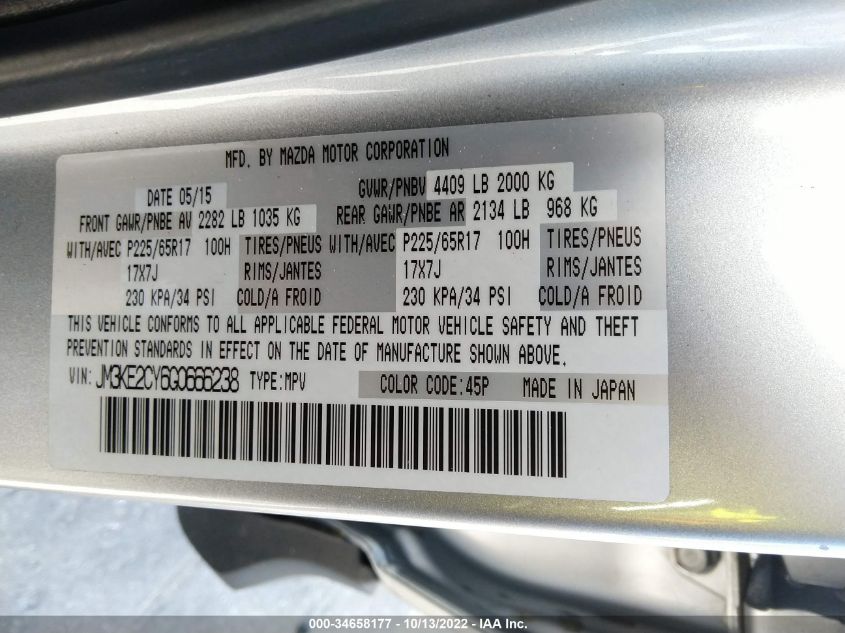 MFD. BY MAZDA MOTOR CORPORATION
DATE 05/15 GVWR/PNBV 4409 LB 2000 KG
FRONT GAWR/PNBE AV 2282 LB 1035 KG REAR GAWR/PNBE AR 2134 LB 968 KG
WITH/AVEC P225/65R17 100H TIRES/PNEUS WITH/AVEC P225/65R17 100H TIRES/PNEUS
17X7J RIMS/JANTES 17X7J RIMS/JANTES
230 KPA/34 PSI COLD/A FROID 230 KPA/34 PSI COLD/A FROID
THIS VEHICLE CONFORMS TO ALL APPLICABLE FEDERAL MOTOR VEHICLE SAFETY AND THEFT
PREVENTION STANDARDS IN EFFECT ON THE DATE OF MANUFACTURE SHOWN ABOVE.
VIN: JM3KE2CY6G0666238 TYPE:MPV COLOR CODE:45P MADE IN JAPAN
000-34658177 - 10/13/2022 - IAA Inc.